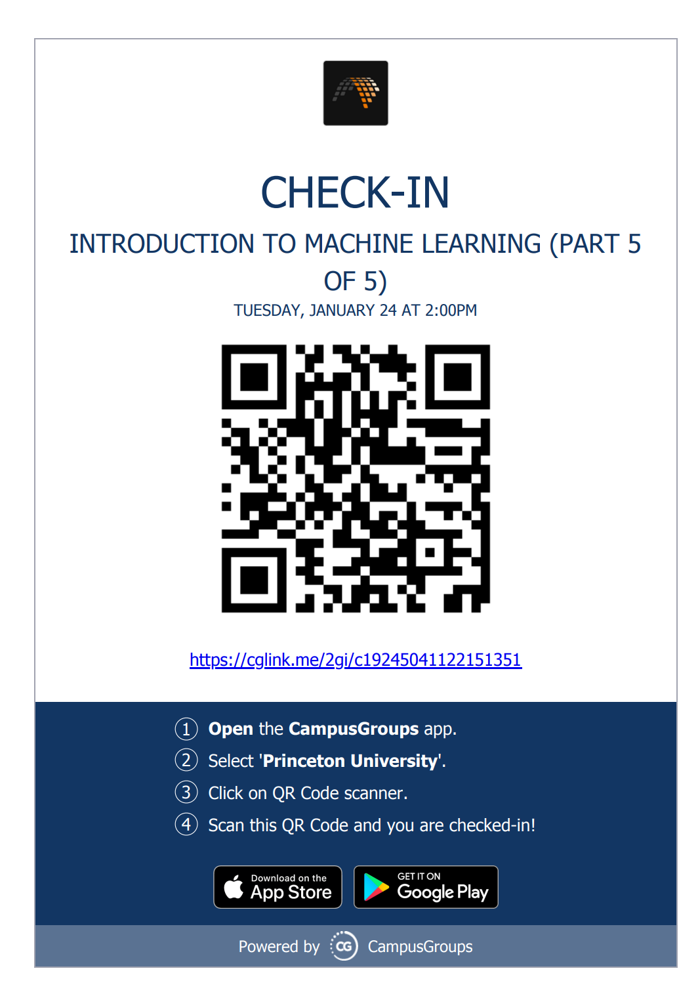 CHECK-IN
INTRODUCTION TO MACHINE LEARNING (PART 5
OF 5)
TUESDAY, JANUARY 24 AT 2:00PM
https://cglink.me/2gi/c19245041122151351
1 Open the CampusGroups app.
2 Select 'Princeton University'.
3 Click on QR Code scanner.
4 Scan this QR Code and you are checked-in!
Download on the
App Store
GET IT ON
Google Play
Powered by CG CampusGroups